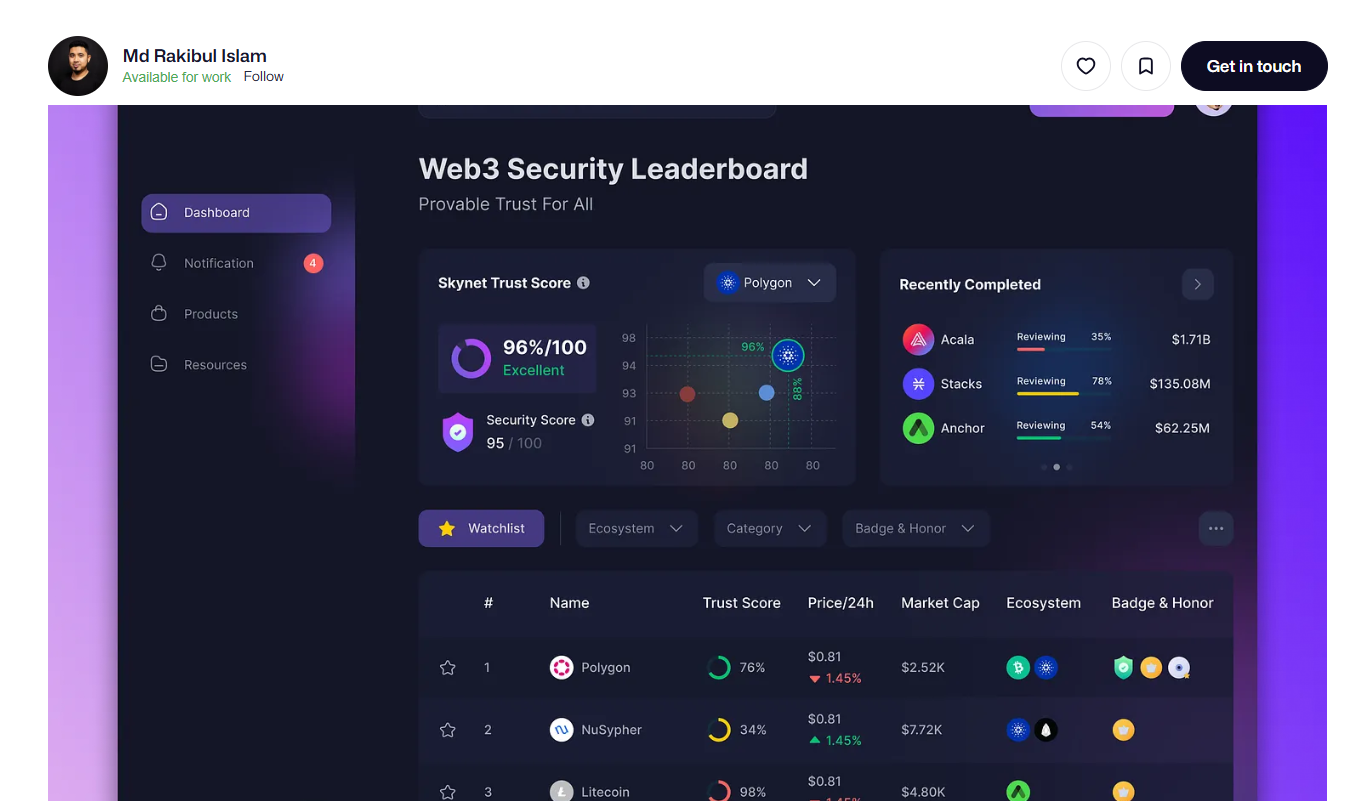 Md Rakibul Islam
Available for work Follow
Get in touch
Web3 Security Leaderboard
Provable Trust For All
Dashboard
Notification 4
Products
Resources
Skynet Trust Score
Polygon
96%/100
Excellent
Security Score
95 / 100
98
94
93
91
91
80 80 80 80 80
96%
88%
Recently Completed
Acala Reviewing 35% $1.71B
Stacks Reviewing 78% $135.08M
Anchor Reviewing 54% $62.25M
Watchlist Ecosystem Category Badge & Honor
# Name Trust Score Price/24h Market Cap Ecosystem Badge & Honor
1 Polygon 76% $0.81 $2.52K
1.45%
2 NuSypher 34% $0.81 $7.72K
1.45%
3 Litecoin 98% $0.81 $4.80K